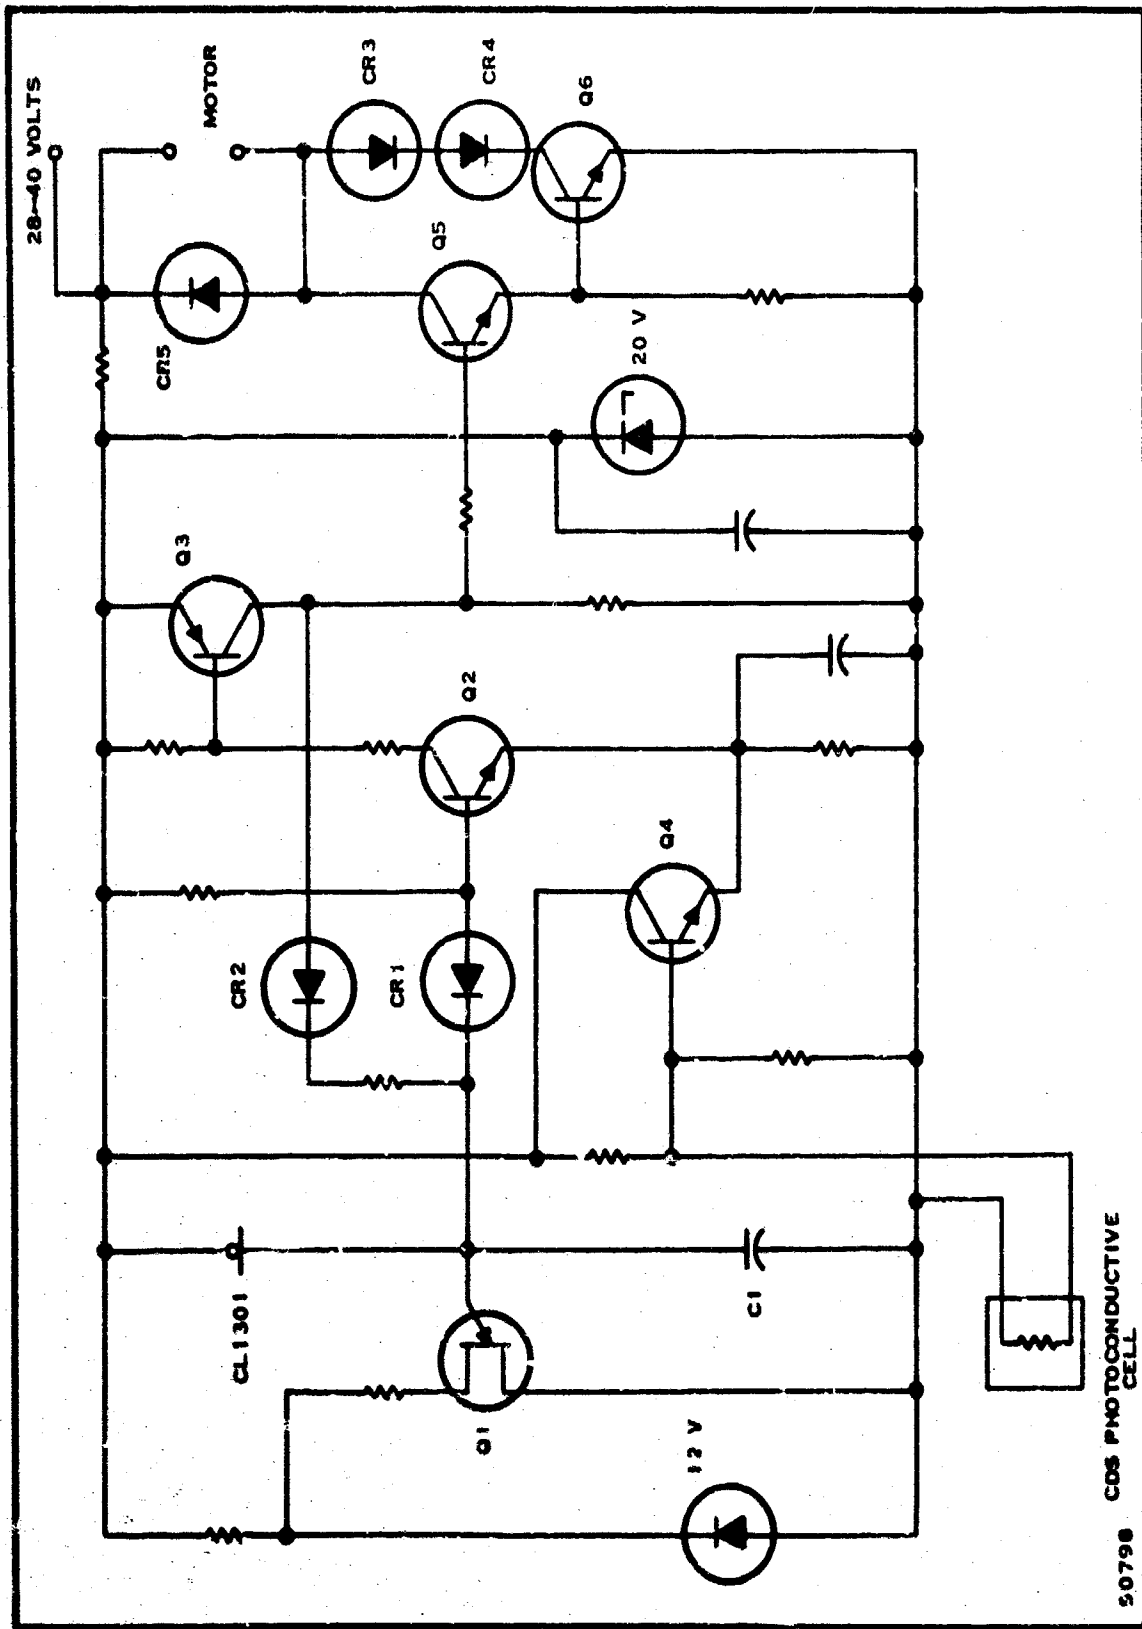 28-40 VOLTS
MOTOR
CR3
CR4
Q6
CR5
Q5
20 V
Q3
Q2
Q4
CR2
CR1
CL1301
C1
Q1
12 V
CDS PHOTOCONDUCTIVE
CELL
50798